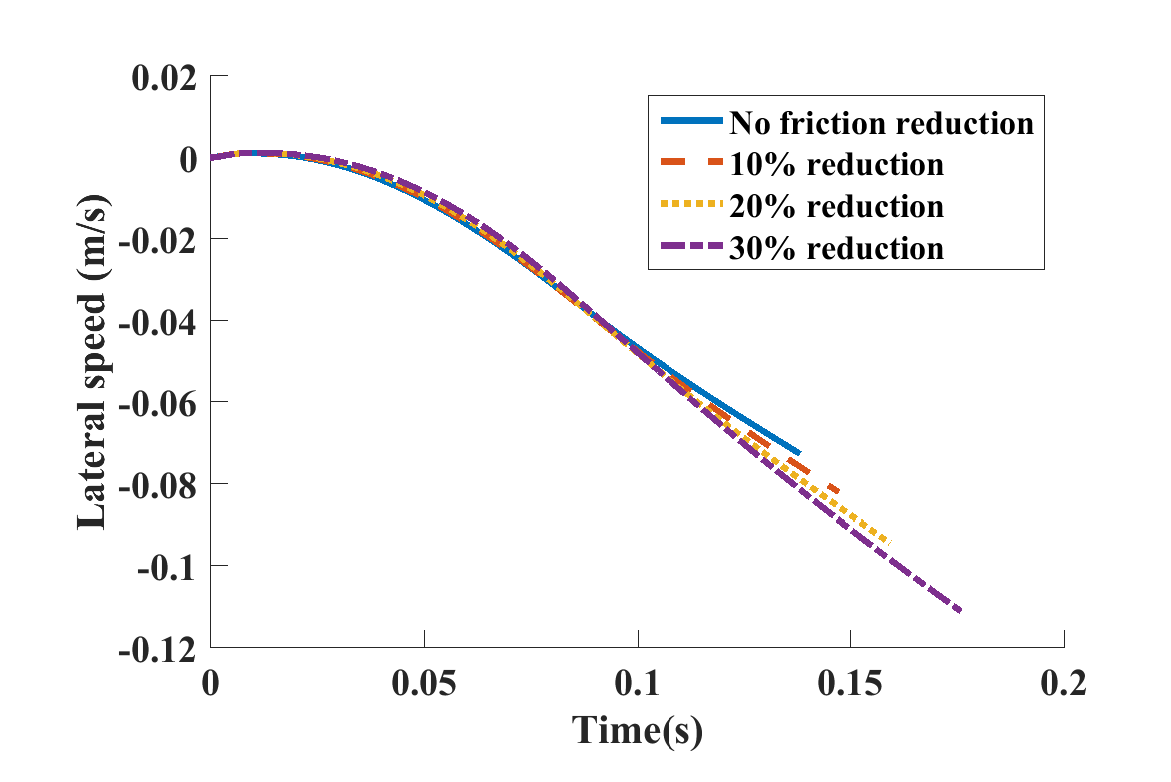 0.02
0
-0.02
-0.04
-0.06
-0.08
-0.1
-0.12
Lateral speed (m/s)
No friction reduction
10% reduction
20% reduction
30% reduction
0
0.05
0.1
0.15
0.2
Time(s)